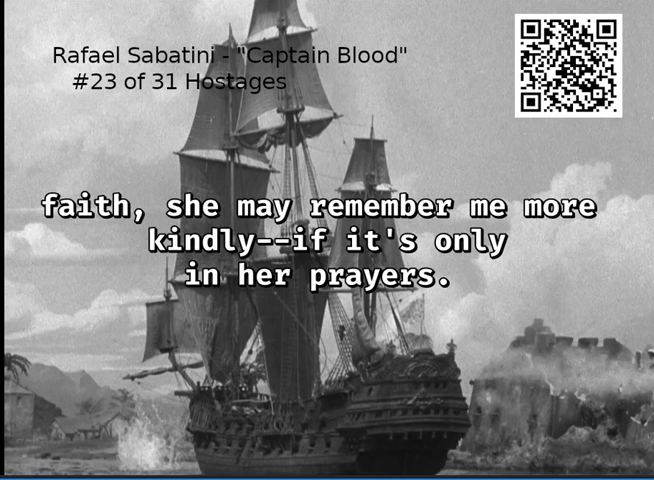 Rafael Sabatini - "Captain Blood"
#23 of 31 Hostages
faith, she may remember me more
kindly--if it's only
in her prayers.